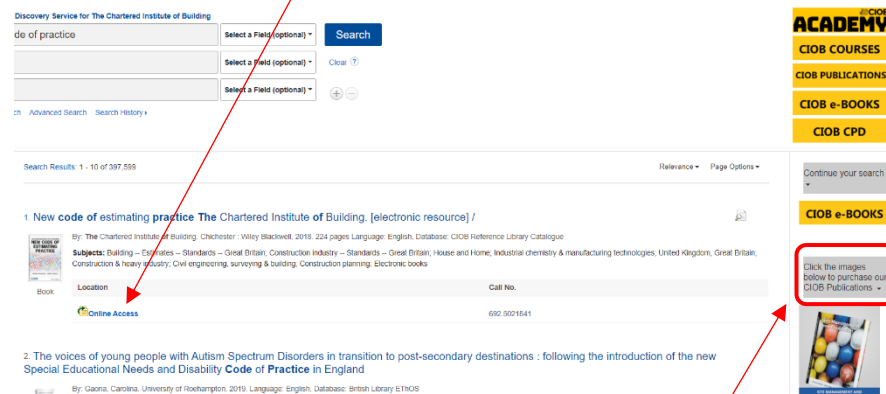 Discovery Service for The Chartered Institute of Building
de of practice
Select a Field (optional)
Search
Select a Field (optional)
Clear ?
Select a Field (optional)
ch Advanced Search Search History
CIOB
ACADEMY
CIOB COURSES
CIOB PUBLICATIONS
CIOB e-BOOKS
CIOB CPD
Search Results: 1 - 10 of 397,599
Relevance Page Options
Continue your search
CIOB e-BOOKS
Click the images
below to purchase our
CIOB Publications
1. New code of estimating practice The Chartered Institute of Building. [electronic resource] /
By: The Chartered Institute of Building. Chichester : Wiley Blackwell, 2018. 224 pages Language: English, Database: CIOB Reference Library Catalogue
Subjects: Building -- Estimates -- Standards -- Great Britain; Construction industry -- Standards -- Great Britain; House and Home; Industrial chemistry & manufacturing technologies; United Kingdom, Great Britain,
Construction & heavy industry; Civil engineering, surveying & building; Construction planning; Electronic books
NEW CODE OF
ESTIMATING
PRACTICE
Book
Location
Call No.
Online Access
692.5021841
2. The voices of young people with Autism Spectrum Disorders in transition to post-secondary destinations : following the introduction of the new
Special Educational Needs and Disability Code of Practice in England
By: Gaona, Carolina. University of Roehampton, 2019. Language: English, Database: British Library EThOS
SITE MANAGEMENT AND